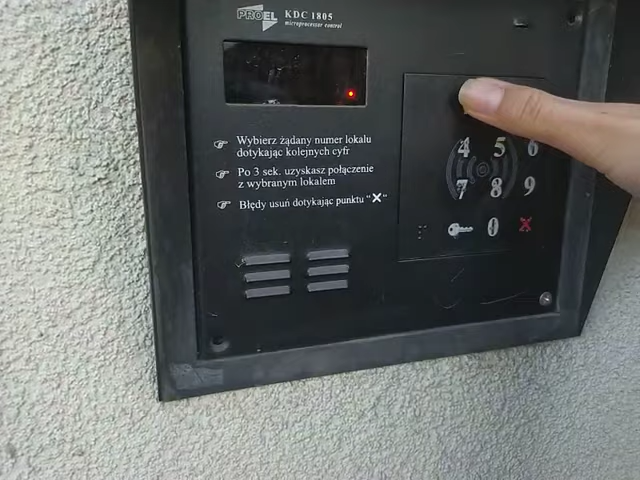 PROEL KDC 1805
microprocessor control
Wybierz żądany numer lokalu
dotykając kolejnych cyfr
Po 3 sek. uzyskasz połączenie
z wybranym lokalem
Błędy usuń dotykając punktu "X"
4 5 6
7 8 9
0 X